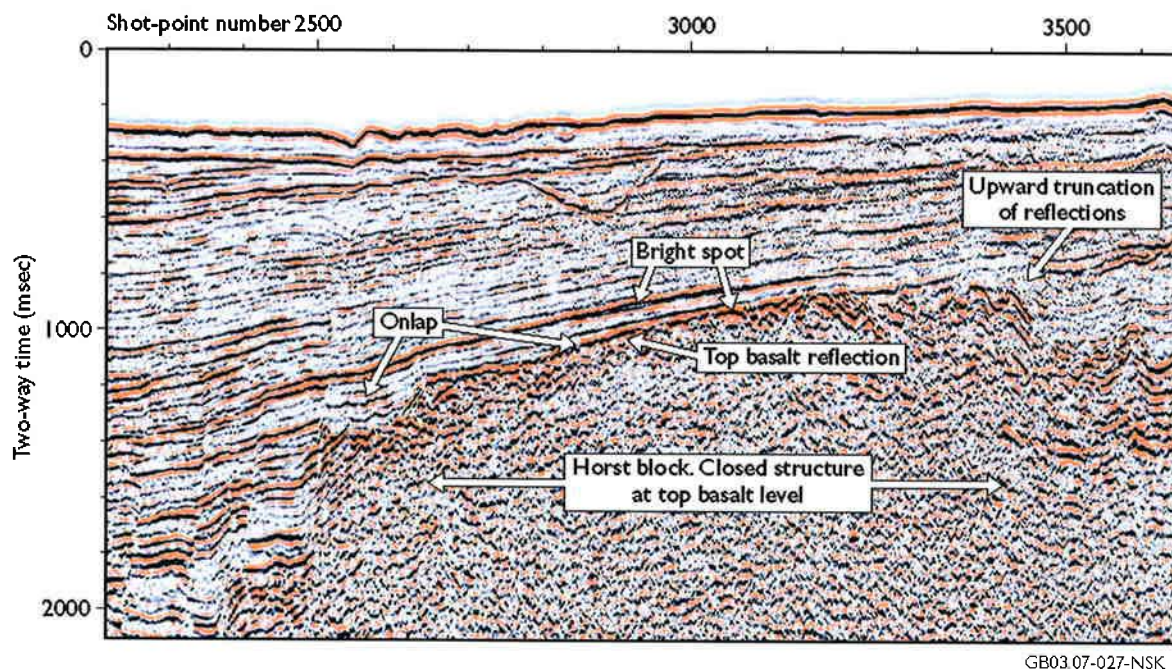 Shot-point number 2500
3000
3500
0
Upward truncation
of reflections
Bright spot
Two-way time (msec)
1000
Onlap
Top basalt reflection
Horst block. Closed structure
at top basalt level
2000
GB03.07-027-NSK